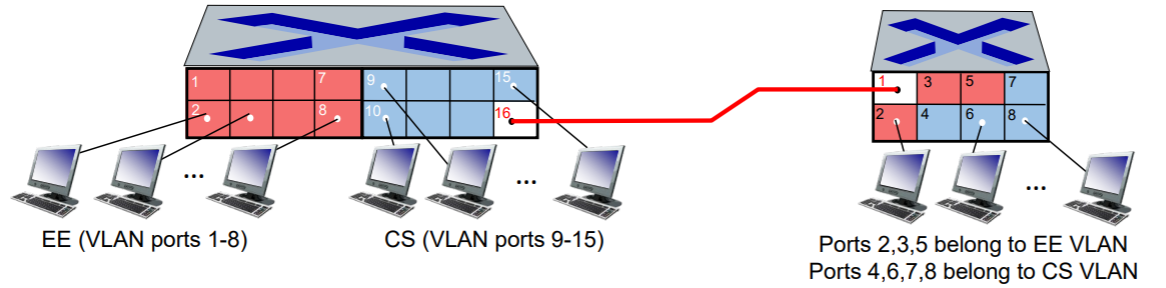 1 7 9 15
2 8 10 16
... ...
EE (VLAN ports 1-8) CS (VLAN ports 9-15)
1 3 5 7
2 4 6 8
...
Ports 2,3,5 belong to EE VLAN
Ports 4,6,7,8 belong to CS VLAN